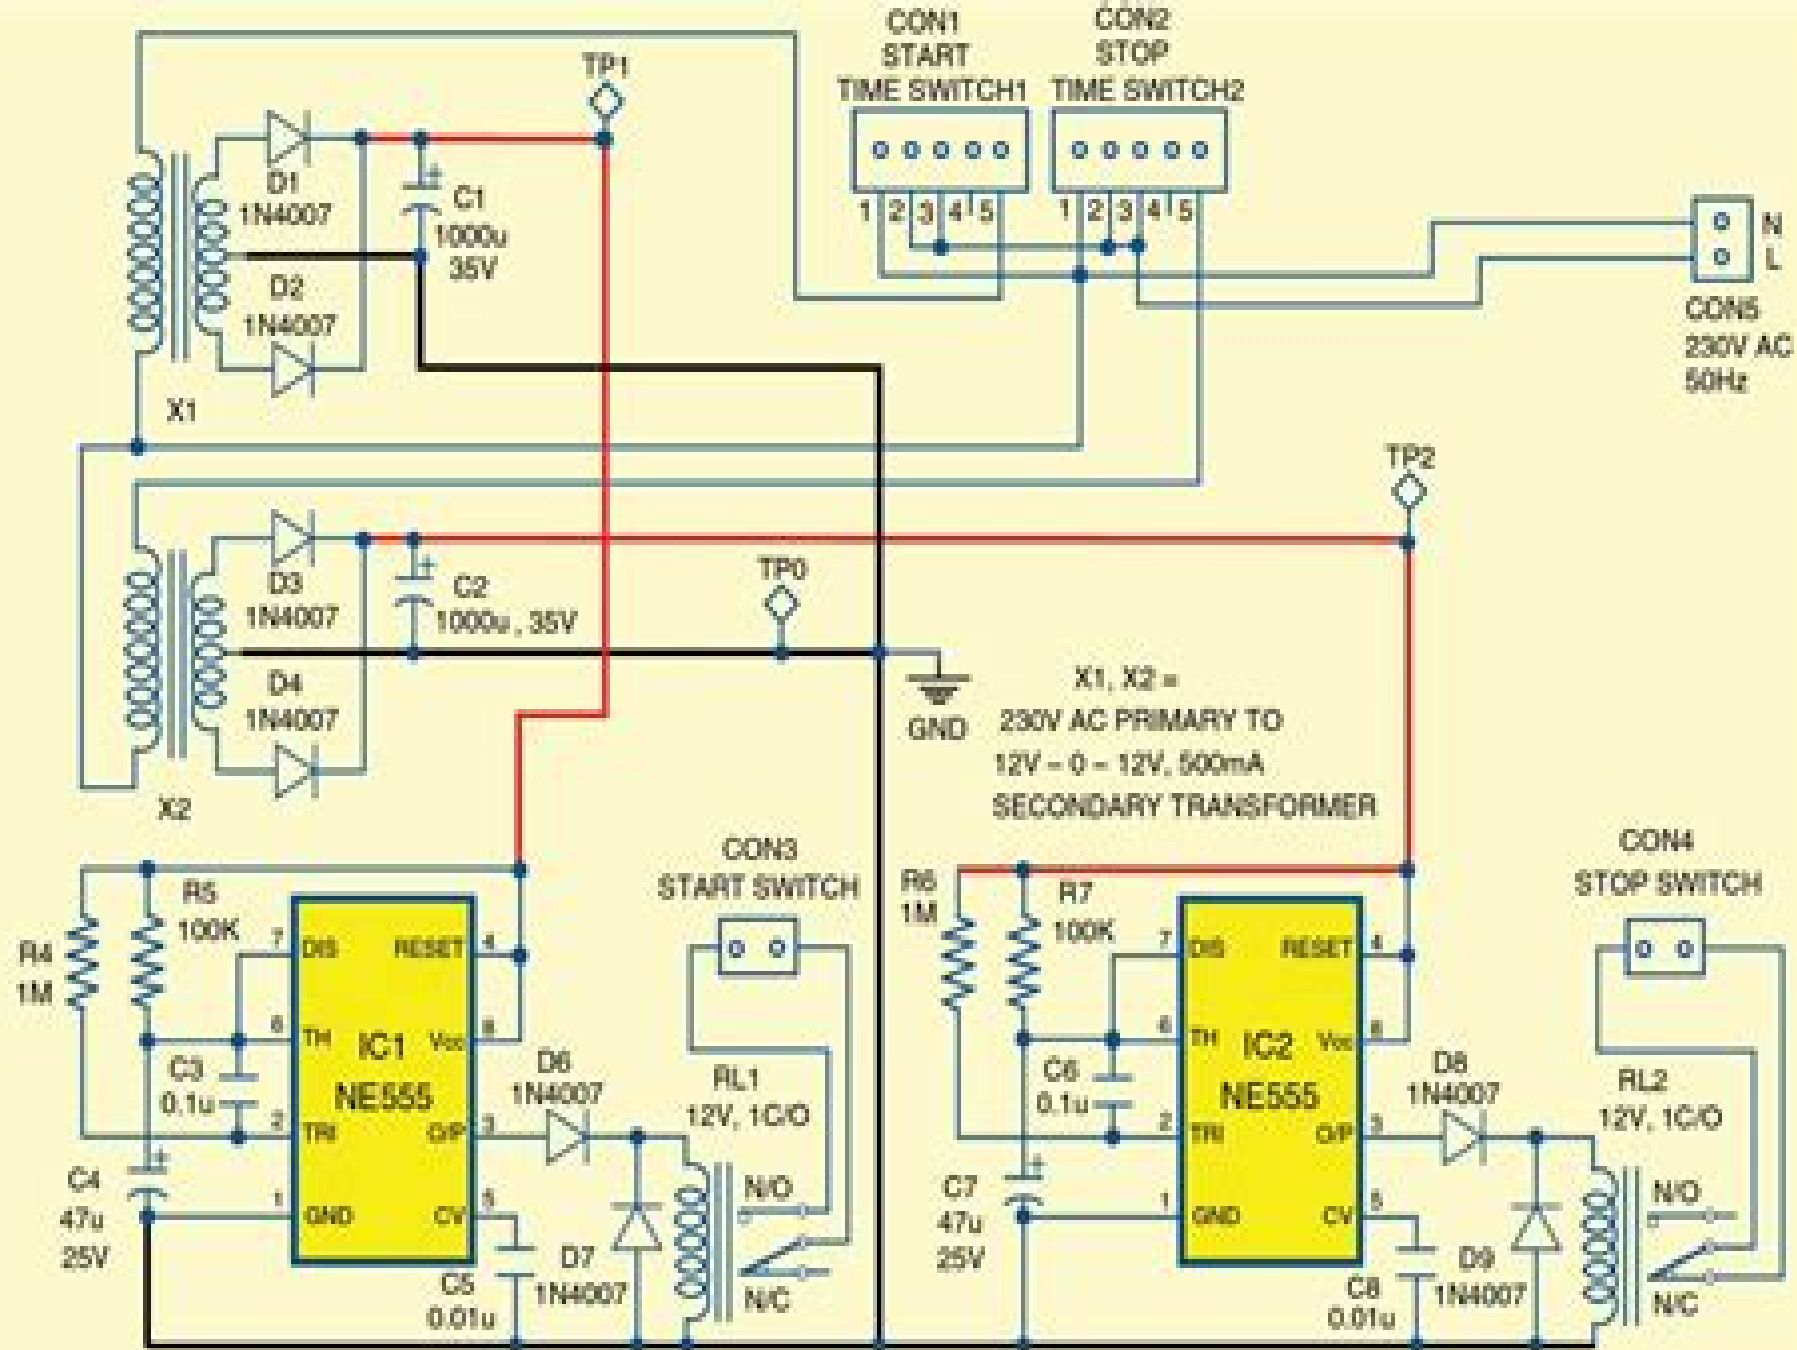 CON1
START
TIME SWITCH1
CON2
STOP
TIME SWITCH2
TP1
D1
1N4007
C1
1000u
35V
D2
1N4007
X1
1 2 3 4 5
1 2 3 4 5
N
L
CON5
230V AC
50Hz
TP2
D3
1N4007
C2
1000u, 35V
TP0
D4
1N4007
X2
GND
X1, X2 =
230V AC PRIMARY TO
12V – 0 – 12V, 500mA
SECONDARY TRANSFORMER
CON3
START SWITCH
CON4
STOP SWITCH
R4
1M
R5
100K
7 DIS
RESET 4
6 TH
Vcc 8
IC1
NE555
2 TRI
O/P 3
1 GND
CV 5
C3
0.1u
C4
47u
25V
C5
0.01u
D6
1N4007
D7
1N4007
RL1
12V, 1C/O
N/O
N/C
R6
1M
R7
100K
7 DIS
RESET 4
6 TH
Vcc 8
IC2
NE555
2 TRI
O/P 3
1 GND
CV 5
C6
0.1u
C7
47u
25V
C8
0.01u
D8
1N4007
D9
1N4007
RL2
12V, 1C/O
N/O
N/C